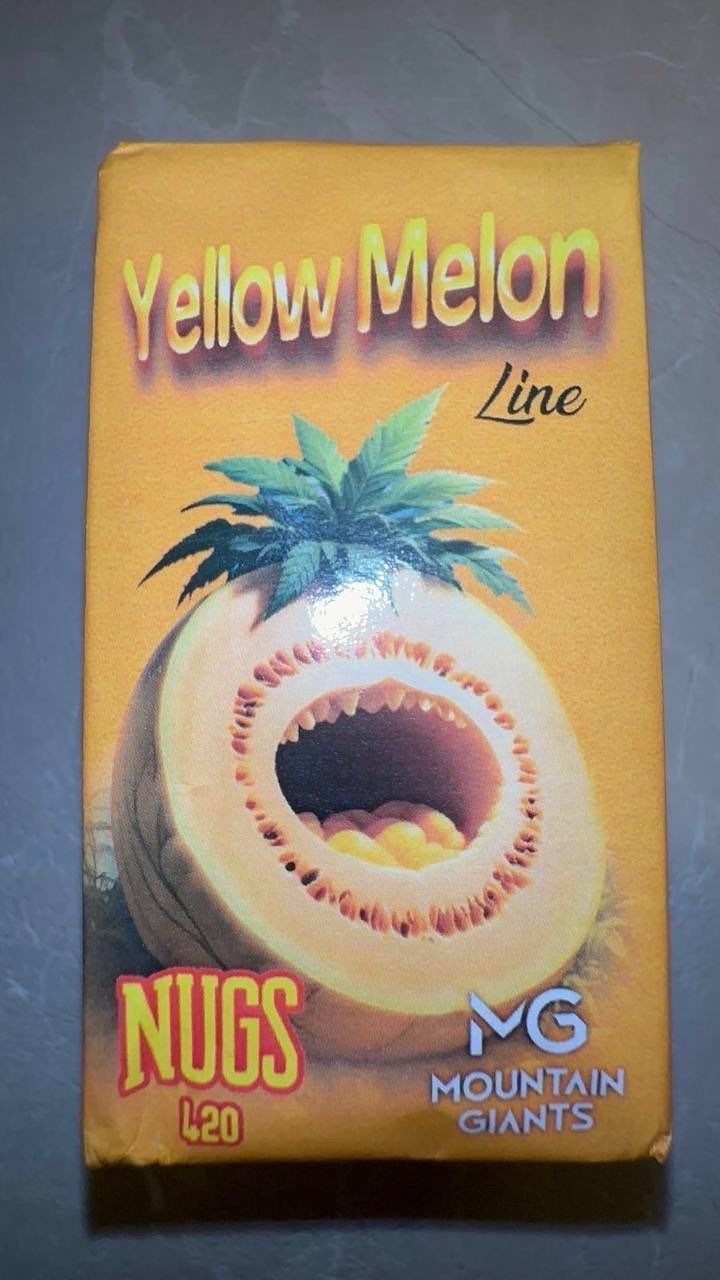 Yellow Melon
Line
NUGS
420
MG
MOUNTAIN
GIANTS